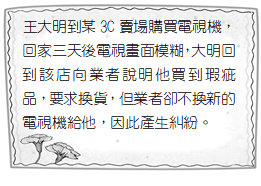 王大明到某 3C 賣場購買電視機，
回家三天後電視畫面模糊，大明回
到該店向業者說明他買到瑕疵
品，要求換貨，但業者卻不換新的
電視機給他，因此產生糾紛。